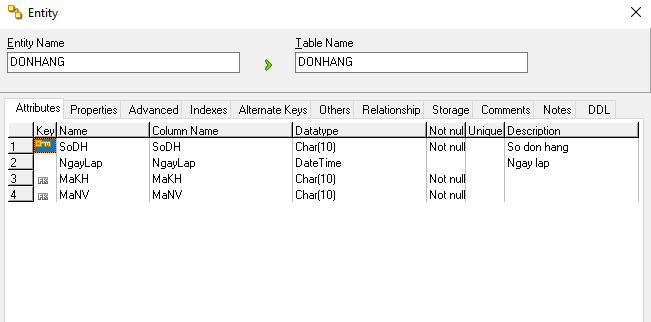 Entity
Entity Name Table Name
DONHANG DONHANG
Attributes Properties Advanced Indexes Alternate Keys Others Relationship Storage Comments Notes DDL
Key Name Column Name Datatype Not nul Unique Description
1 SoDH SoDH Char(10) Not null So don hang
2 NgayLap NgayLap DateTime Ngay lap
3 FK MaKH MaKH Char(10) Not null
4 FK MaNV MaNV Char(10) Not null